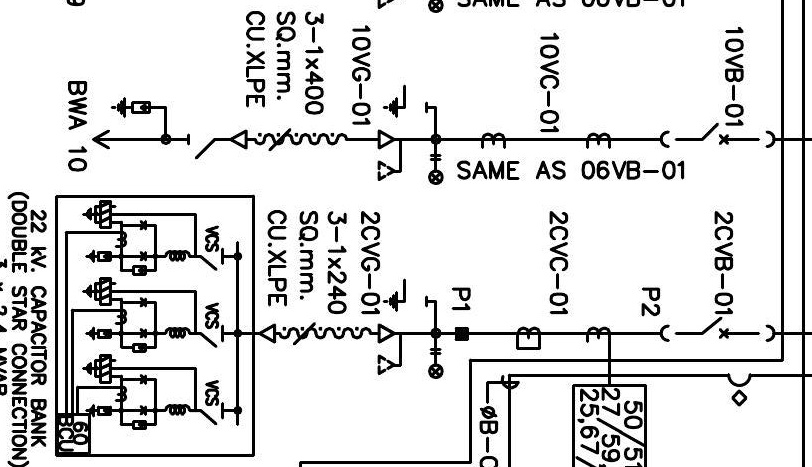 SAME AS 06VB-01
10VB-01
10VC-01
10VG-01
3-1x400
SQ.mm.
CU.XLPE
BWA 10
SAME AS 06VB-01
2CVB-01
P2
2CVC-01
P1
2CVG-01
3-1x240
SQ.mm.
CU.XLPE
VCS
VCS
VCS
60
BCU
22 kV. CAPACITOR BANK
(DOUBLE STAR CONNECTION)
50/51
27/59
25,67/